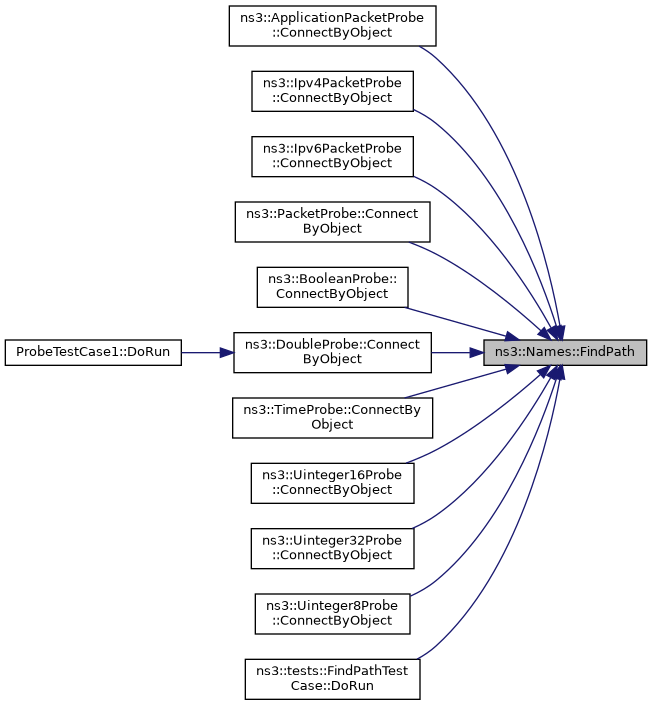 ns3::ApplicationPacketProbe
::ConnectByObject
ns3::Ipv4PacketProbe
::ConnectByObject
ns3::Ipv6PacketProbe
::ConnectByObject
ns3::PacketProbe::Connect
ByObject
ns3::BooleanProbe::
ConnectByObject
ProbeTestCase1::DoRun
ns3::DoubleProbe::Connect
ByObject
ns3::Names::FindPath
ns3::TimeProbe::ConnectBy
Object
ns3::Uinteger16Probe
::ConnectByObject
ns3::Uinteger32Probe
::ConnectByObject
ns3::Uinteger8Probe
::ConnectByObject
ns3::tests::FindPathTest
Case::DoRun